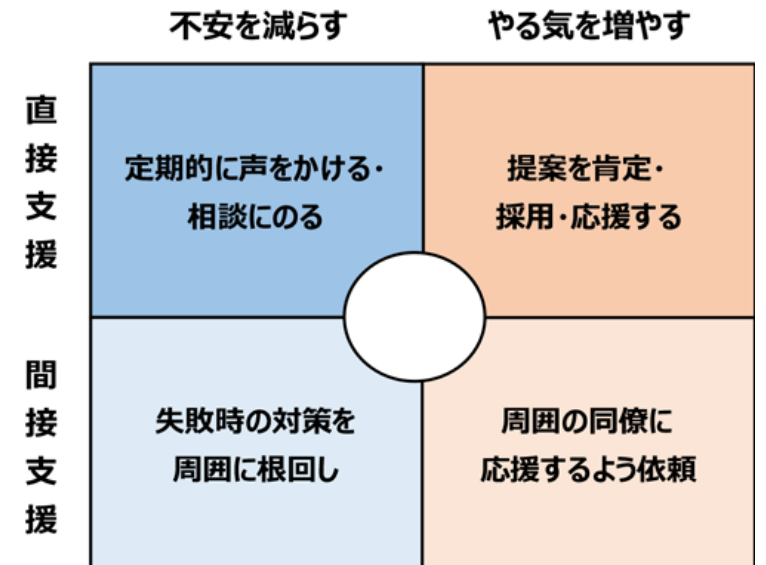 不安を減らす
やる気を増やす
直接支援
定期的に声をかける・
相談にのる
提案を肯定・
採用・応援する
間接支援
失敗時の対策を
周囲に根回し
周囲の同僚に
応援するよう依頼